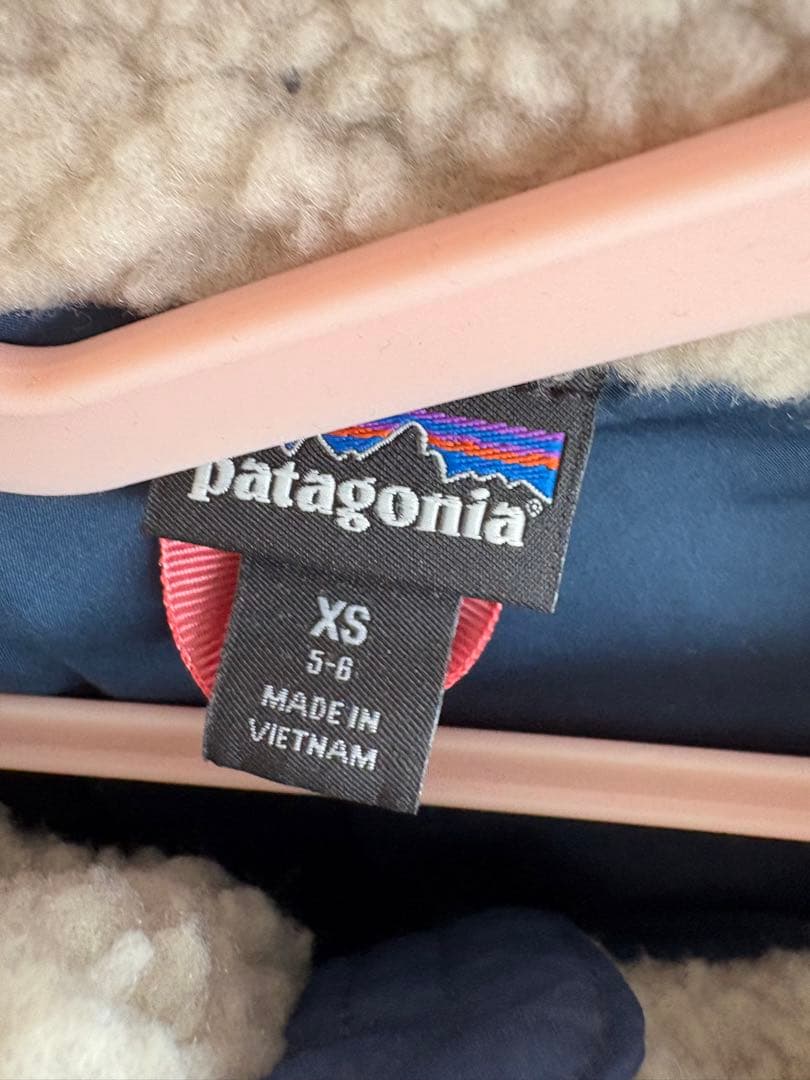 patagonia®
XS
5-6
MADE IN
VIETNAM